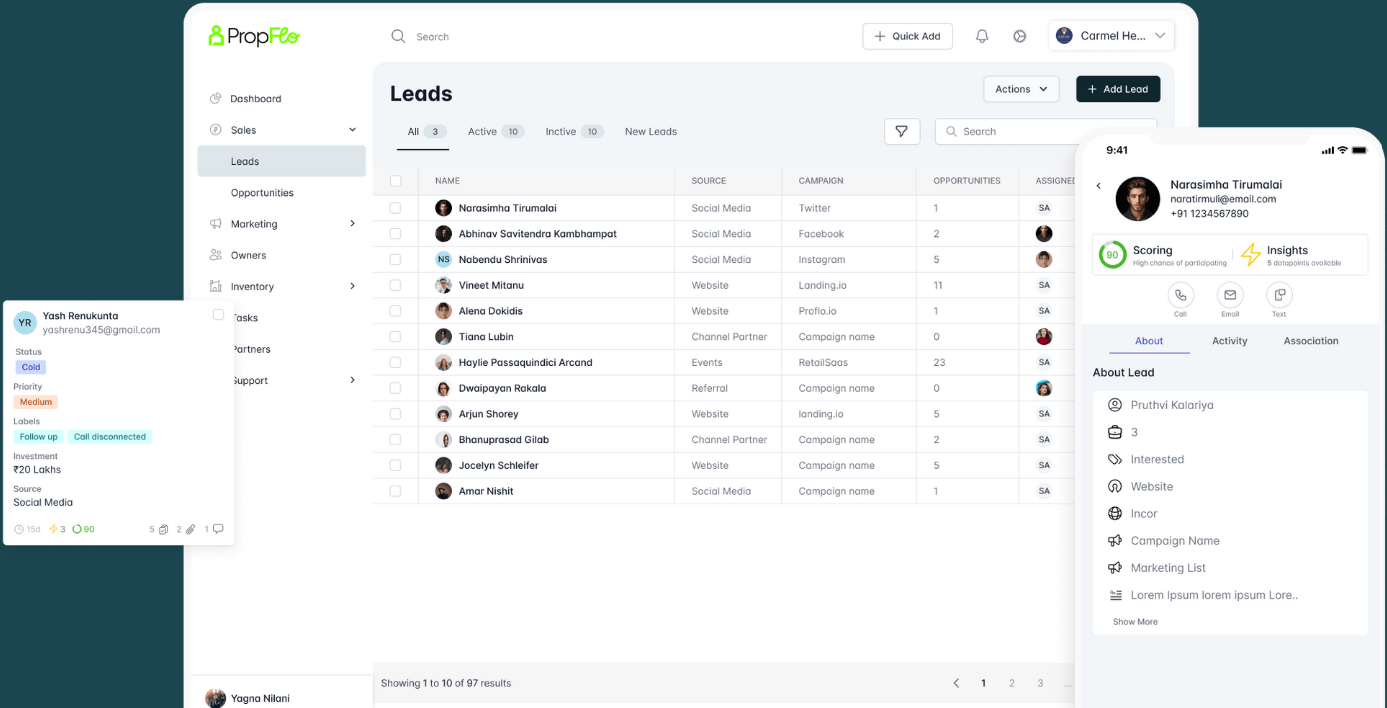 PropFlo
Search
Quick Add
Carmel He...
Dashboard
Sales
Leads
Opportunities
Marketing
Owners
Inventory
Tasks
Partners
Support
Yagna Nilani
Leads
Actions
+ Add Lead
All 3 Active 10 Inctive 10 New Leads
Search
NAME SOURCE CAMPAIGN OPPORTUNITIES ASSIGNED
Narasimha Tirumalai Social Media Twitter 1 SA
Abhinav Savitendra Kambhampat Social Media Facebook 2
NS Nabendu Shrinivas Social Media Instagram 5
Vineet Mitanu Website Landing.io 11 SA
Alena Dokidis Website Proflo.io 1 SA
Tiana Lubin Channel Partner Campaign name 0
Haylie Passaquindici Arcand Events RetailSaas 23 SA
Dwaipayan Rakala Referral Campaign name 0
Arjun Shorey Website landing.io 5 SA
Bhanuprasad Gilab Channel Partner Campaign name 2 SA
Jocelyn Schleifer Website Campaign name 5 SA
Amar Nishit Social Media Campaign name 1 SA
Showing 1 to 10 of 97 results
1 2 3 ...
YR Yash Renukunta
yashrenu345@gmail.com
Status
Cold
Priority
Medium
Labels
Follow up Call disconnected
Investment
₹20 Lakhs
Source
Social Media
15d 3 90 5 2 1
9:41
Narasimha Tirumalai
naratirmuli@email.com
+91 1234567890
90 Scoring
High chance of participating
Insights
5 datapoints available
Call Email Text
About Activity Association
About Lead
Pruthvi Kalariya
3
Interested
Website
Incor
Campaign Name
Marketing List
Lorem Ipsum lorem ipsum Lore..
Show More